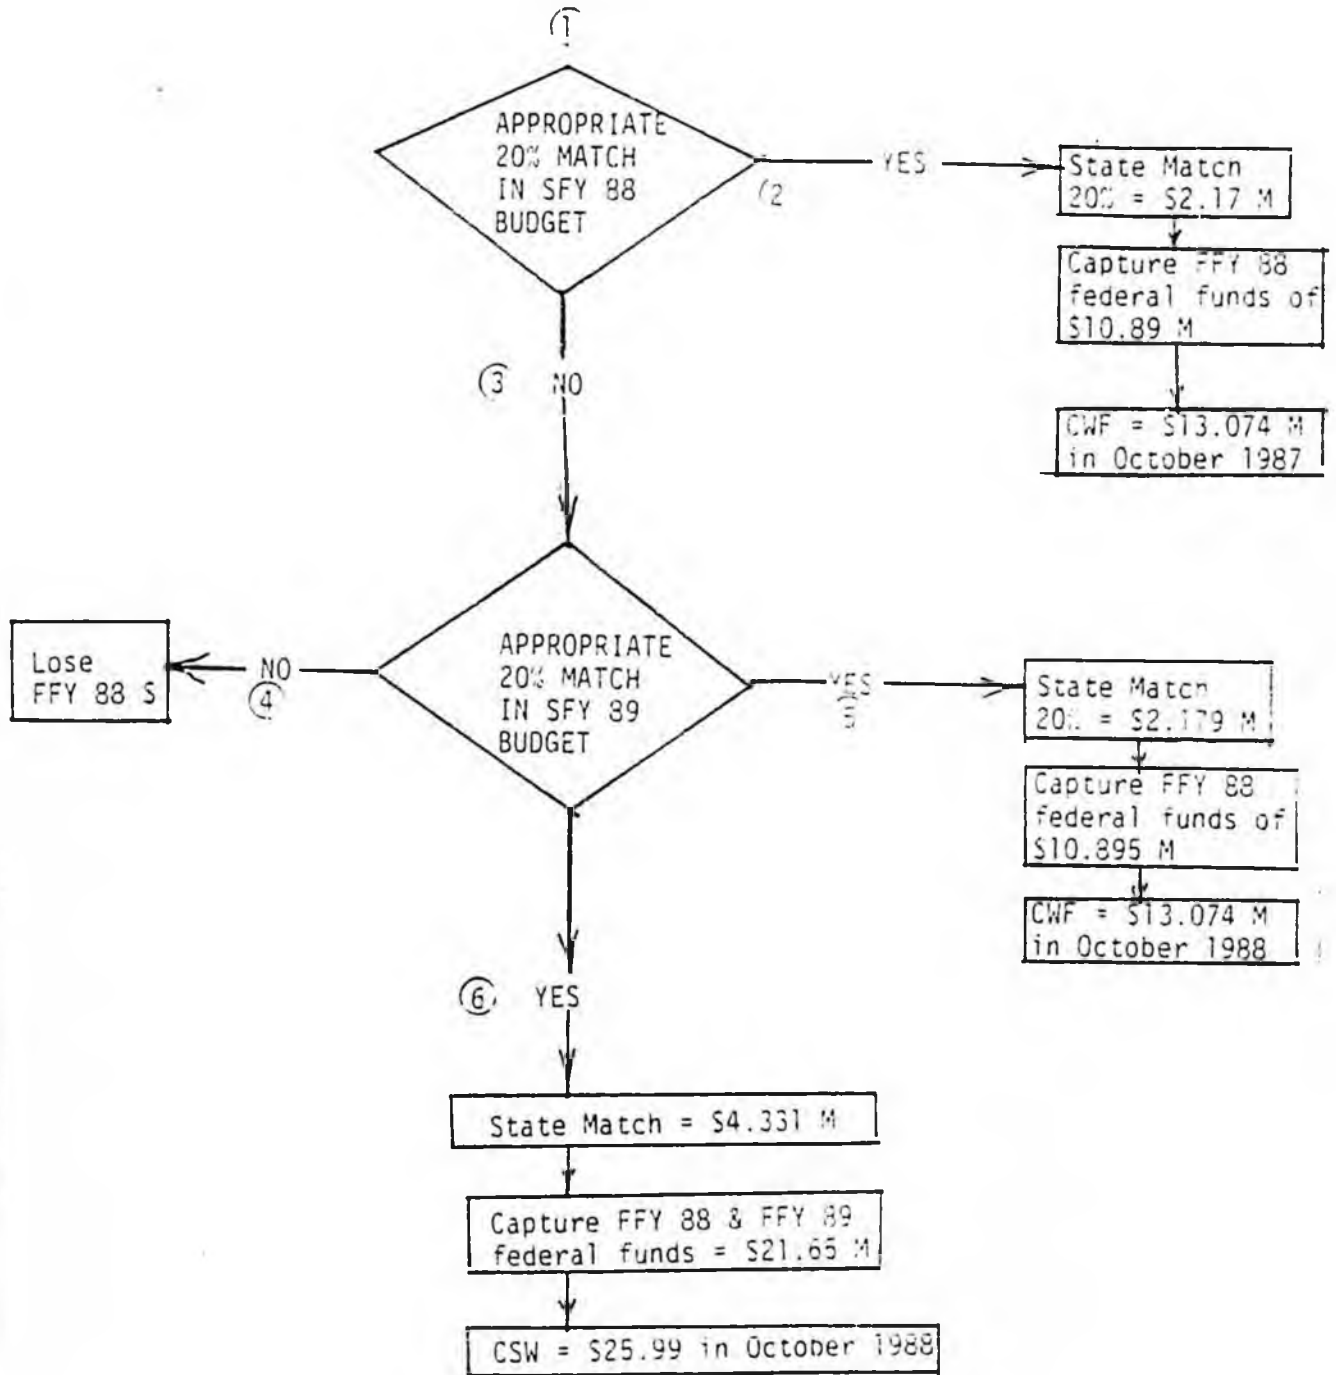 1
APPROPRIATE
20% MATCH
IN SFY 88
BUDGET
2
YES
State Match
20% = $2.17 M
Capture FFY 88
federal funds of
$10.89 M
CWF = $13.074 M
in October 1987
3 NO
APPROPRIATE
20% MATCH
IN SFY 89
BUDGET
Lose
FFY 88 $
NO
4
YES
State Match
20% = $2.179 M
Capture FFY 88
federal funds of
$10.895 M
CWF = $13.074 M
in October 1988
6 YES
State Match = $4.331 M
Capture FFY 88 & FFY 89
federal funds = $21.65 M
CSW = $25.99 in October 1988